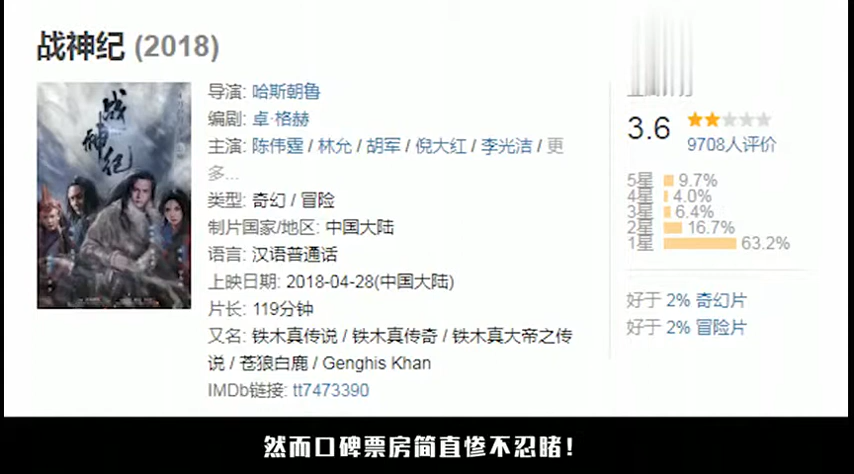 战神纪 (2018)
战神纪
导演: 哈斯朝鲁
编剧: 卓·格赫
主演: 陈伟霆 / 林允 / 胡军 / 倪大红 / 李光洁 / 更
多...
类型: 奇幻 / 冒险
制片国家/地区: 中国大陆
语言: 汉语普通话
上映日期: 2018-04-28(中国大陆)
片长: 119分钟
又名: 铁木真传说 / 铁木真传奇 / 铁木真大帝之传
说 / 苍狼白鹿 / Genghis Khan
IMDb链接: tt7473390
3.6
9708人评价
5星 9.7%
4星 4.0%
3星 6.4%
2星 16.7%
1星 63.2%
好于 2% 奇幻片
好于 2% 冒险片
然而口碑票房简直惨不忍睹!